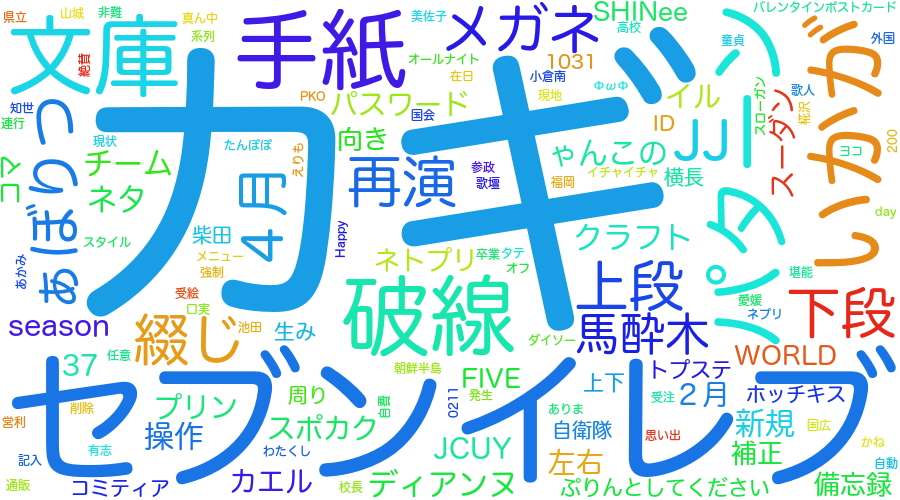 県立
山城
非難
真ん中
系列
絶賛
文庫
手紙
メガネ
美佐子
高校
SHINee
バレンタインポストカード
童貞
外国
オールナイト
在日
小倉南
1031
ΦωΦ
現地
イル
ID
JJ
パターン
スローガン
歌人
いかが
椛沢
スーダン
ヨコ
200
知世
連行
現状
あぼりつ
コマ
チーム
ネタ
カギ
PKO
パスワード
国会
向き
たんぽぽ
えりも
再演
参政
歌壇
福岡
ゃんこの
イチャイチャ
横長
day
４月
柴田
メニュー
強制
スタイル
あかみ
Happy
ネトプリ
卒業
タテ
オフ
クラフト
堪能
愛媛
ネプリ
受絵
口実
池田
生み
破線
上段
馬酔木
ダイソー
下段
season
37
任意
綴じ
セブンイレブン
朝鮮半島
FIVE
発生
トプステ
WORLD
上下
２月
受注
ホッチキス
営利
削除
プリン
操作
周り
スポカク
自費
0211
JCUY
ありま
自衛隊
左右
思い出
新規
補正
国広
かね
自動
記入
有志
通販
コミティア
わたくし
カエル
校長
ディアンヌ
ぷりんとしてください
備忘録